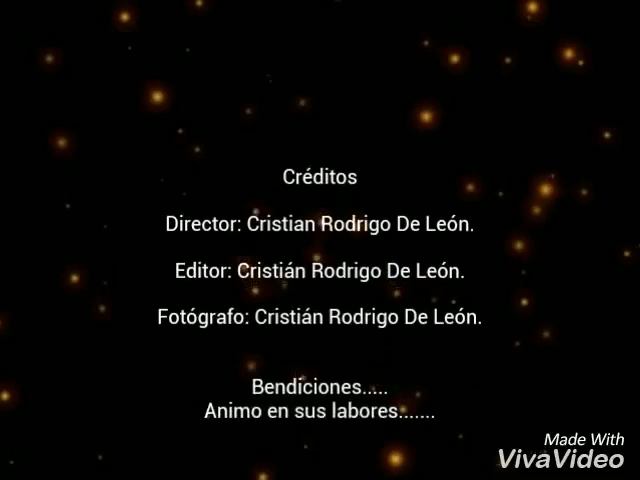 Créditos
Director: Cristian Rodrigo De León.
Editor: Cristián Rodrigo De León.
Fotógrafo: Cristián Rodrigo De León.
Bendiciones.....
Animo en sus labores.......
Made With
VivaVideo